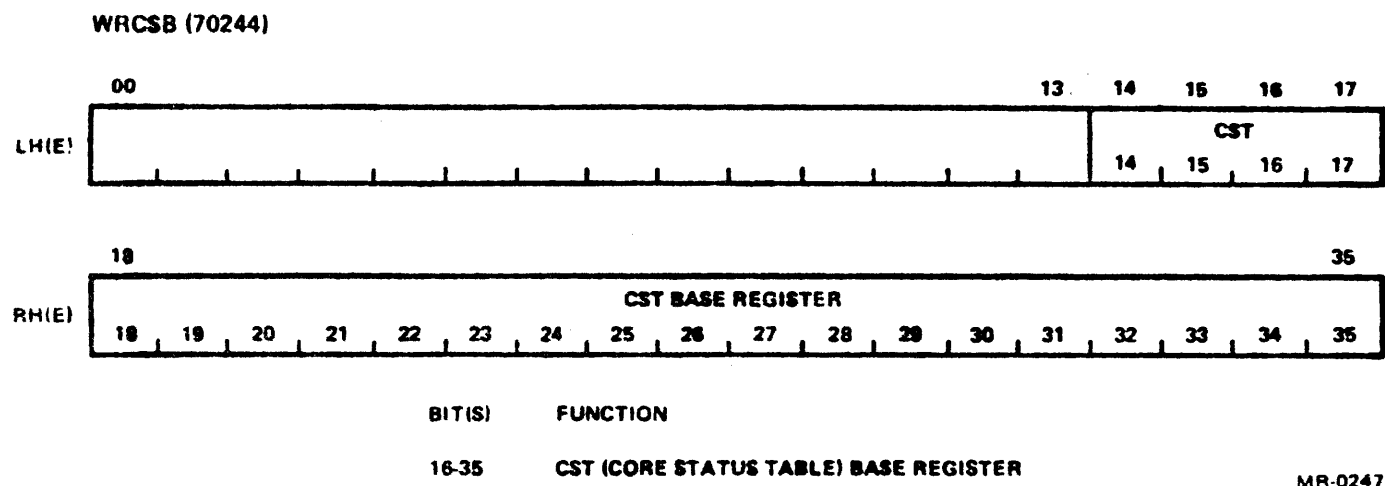 WRCSB (70244)
00 13 14 15 16 17
LH(E) CST
14 15 16 17
18 35
RH(E) CST BASE REGISTER
18 19 20 21 22 23 24 25 26 27 28 29 30 31 32 33 34 35
BIT(S) FUNCTION
16-35 CST (CORE STATUS TABLE) BASE REGISTER
MR-0247